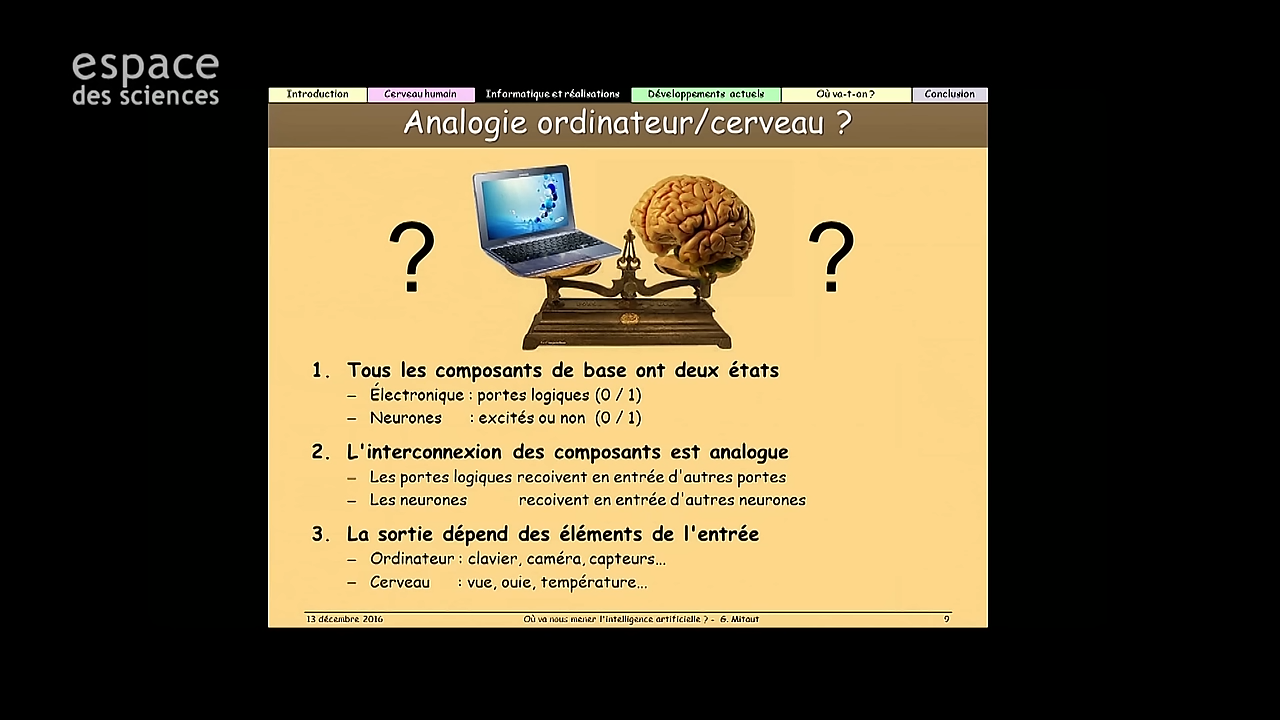 espace
des sciences
Introduction Cerveau humain Informatique et réalisations Développements actuels Où va-t-on ? Conclusion
Analogie ordinateur/cerveau ?
? ?
1. Tous les composants de base ont deux états
– Électronique : portes logiques (0 / 1)
– Neurones : excités ou non (0 / 1)
2. L'interconnexion des composants est analogue
– Les portes logiques recoivent en entrée d'autres portes
– Les neurones recoivent en entrée d'autres neurones
3. La sortie dépend des éléments de l'entrée
– Ordinateur : clavier, caméra, capteurs...
– Cerveau : vue, ouie, température...
13 décembre 2016 Où va nous mener l'intelligence artificielle ? - G. Mitaut 9